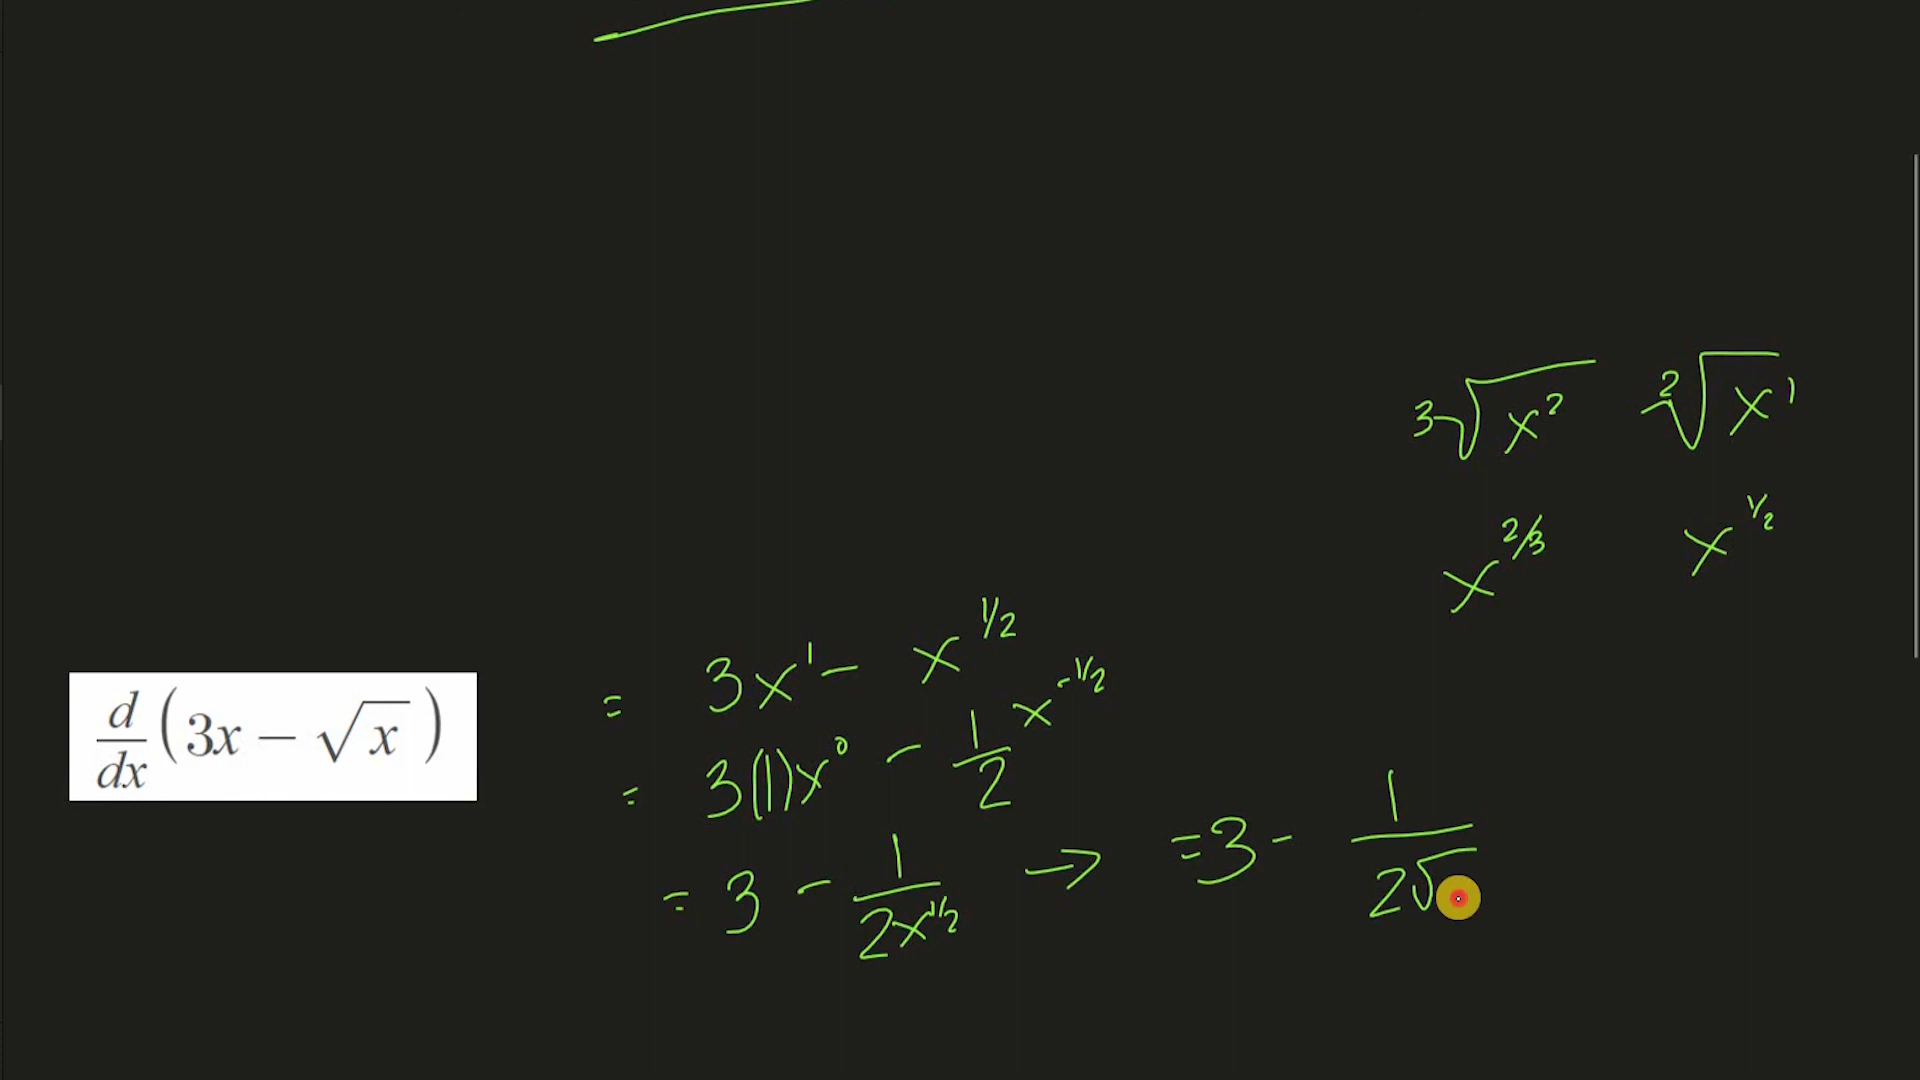 ∛x² ²√x¹
x^2/3 x^1/2
= 3x¹ − x^1/2
d/dx (3x − √x)
= 3(1)x⁰ − 1/2 x^-1/2
= 3 − 1/2x^1/2 → = 3 − 1/2√